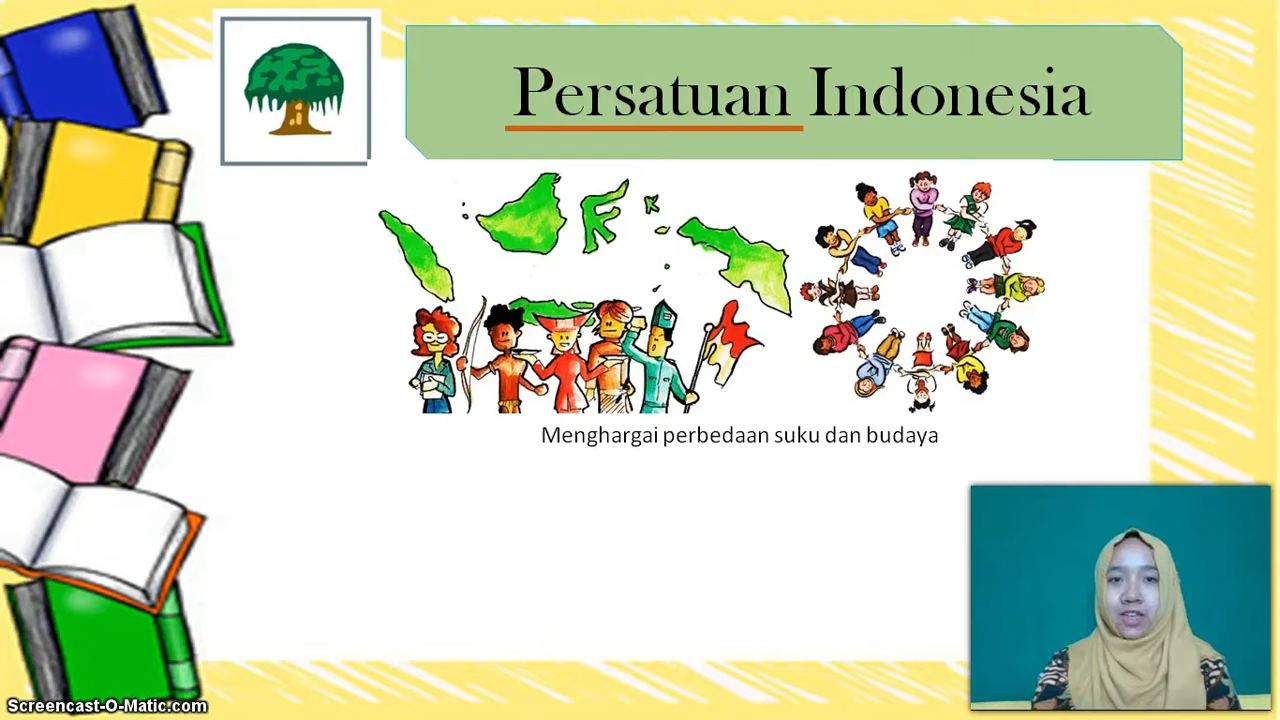 Persatuan Indonesia
Menghargai perbedaan suku dan budaya
Screencast-O-Matic.com